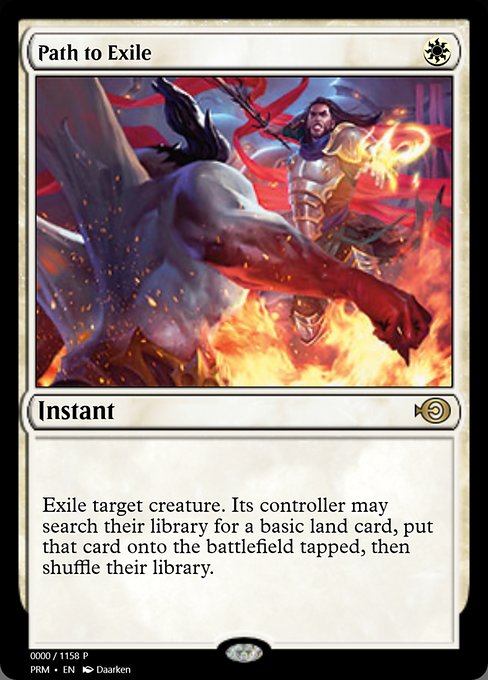 Path to Exile
Instant
Exile target creature. Its controller may
search their library for a basic land card, put
that card onto the battlefield tapped, then
shuffle their library.
0000 / 1158 P
PRM • EN Daarken